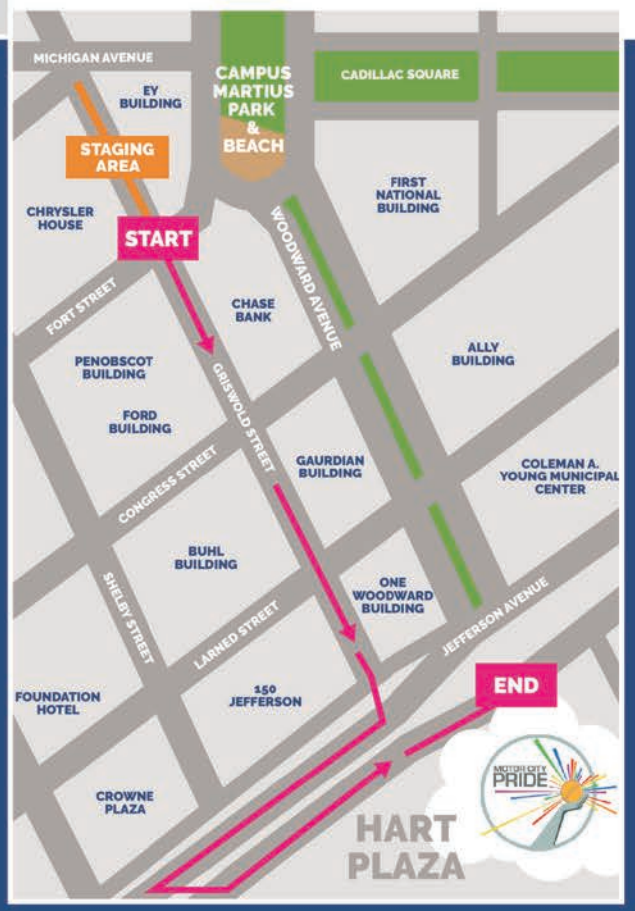 MICHIGAN AVENUE
EY
BUILDING
CAMPUS
MARTIUS
PARK
&
BEACH
CADILLAC SQUARE
STAGING
AREA
CHRYSLER
HOUSE
START
FIRST
NATIONAL
BUILDING
WOODWARD AVENUE
FORT STREET
CHASE
BANK
PENOBSCOT
BUILDING
FORD
BUILDING
ALLY
BUILDING
GRISWOLD STREET
CONGRESS STREET
GAURDIAN
BUILDING
COLEMAN A.
YOUNG MUNICIPAL
CENTER
BUHL
BUILDING
SHELBY STREET
LARNED STREET
ONE
WOODWARD
BUILDING
JEFFERSON AVENUE
FOUNDATION
HOTEL
150
JEFFERSON
END
CROWNE
PLAZA
MOTOR CITY
PRIDE
HART
PLAZA